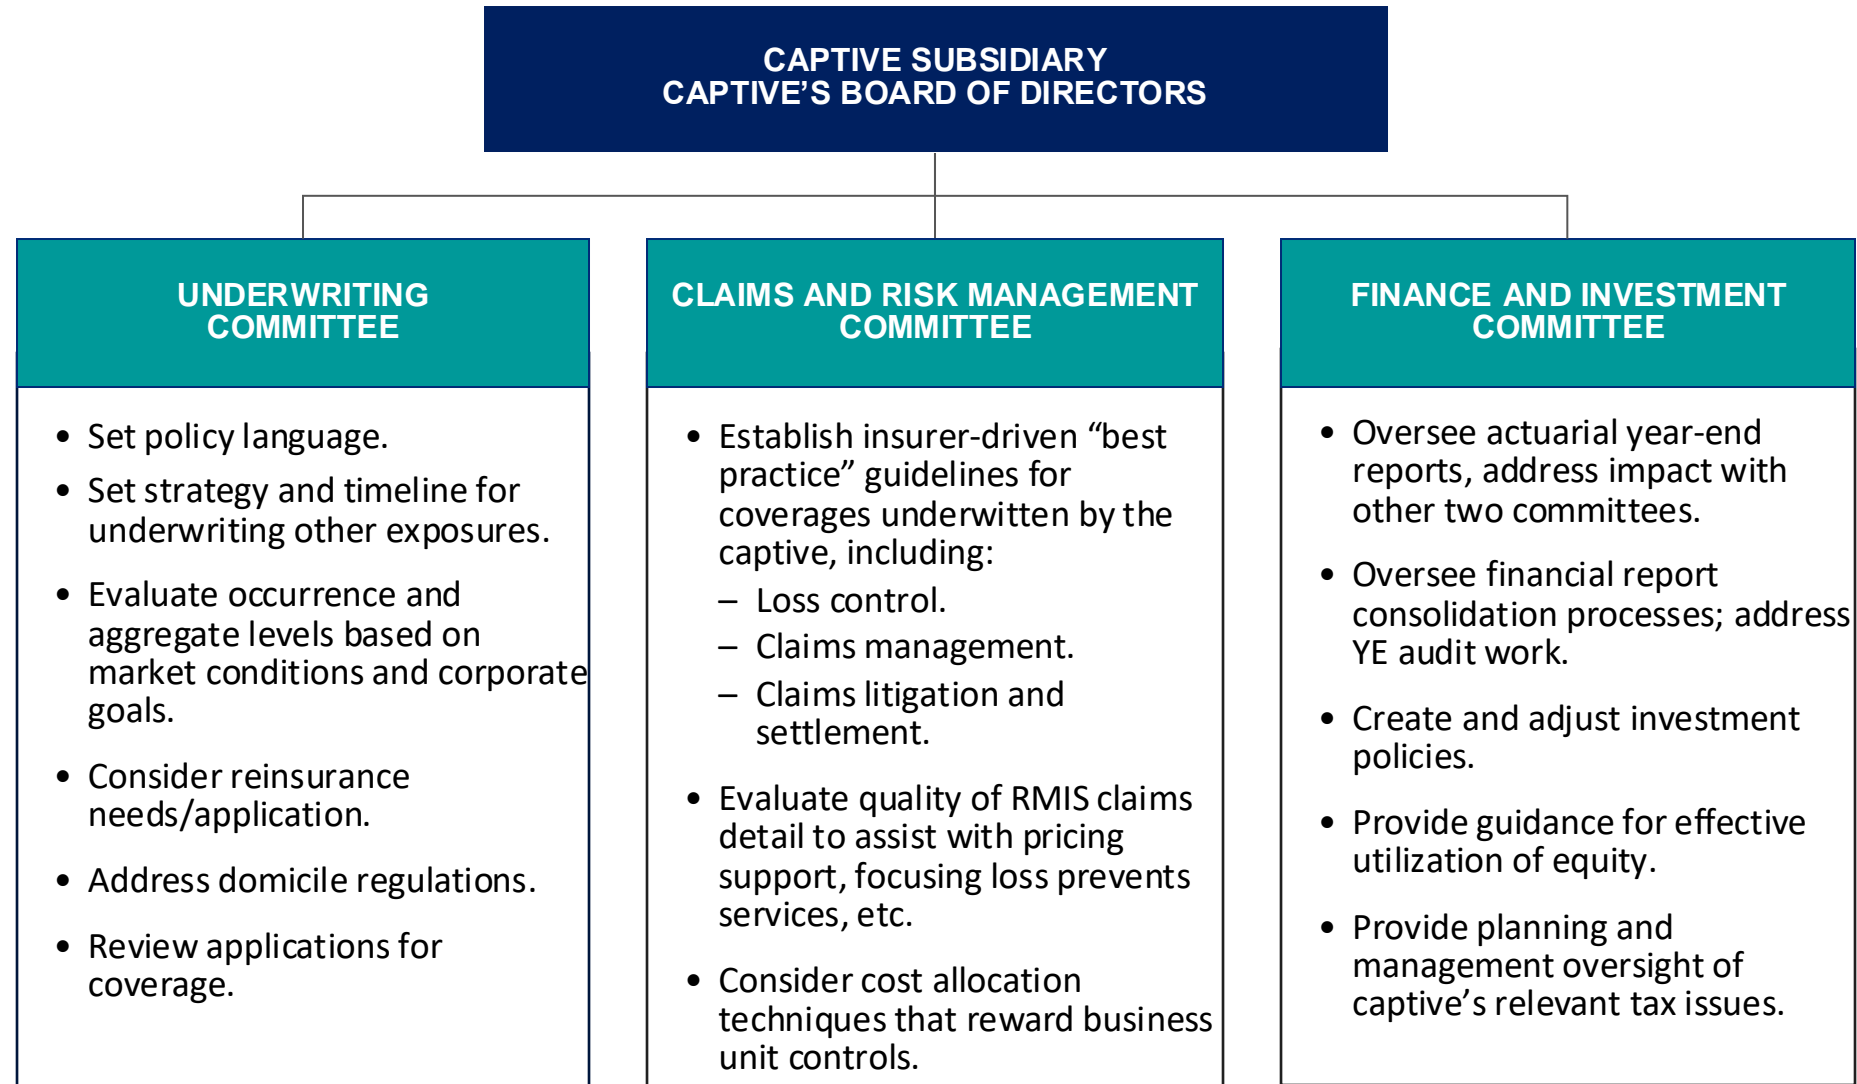 CAPTIVE SUBSIDIARY
CAPTIVE’S BOARD OF DIRECTORS
UNDERWRITING
COMMITTEE
• Set policy language.
• Set strategy and timeline for
underwriting other exposures.
• Evaluate occurrence and
aggregate levels based on
market conditions and corporate
goals.
• Consider reinsurance
needs/application.
• Address domicile regulations.
• Review applications for
coverage.
CLAIMS AND RISK MANAGEMENT
COMMITTEE
• Establish insurer-driven “best
practice” guidelines for
coverages underwitten by the
captive, including:
– Loss control.
– Claims management.
– Claims litigation and
settlement.
• Evaluate quality of RMIS claims
detail to assist with pricing
support, focusing loss prevents
services, etc.
• Consider cost allocation
techniques that reward business
unit controls.
FINANCE AND INVESTMENT
COMMITTEE
• Oversee actuarial year-end
reports, address impact with
other two committees.
• Oversee financial report
consolidation processes; address
YE audit work.
• Create and adjust investment
policies.
• Provide guidance for effective
utilization of equity.
• Provide planning and
management oversight of
captive’s relevant tax issues.